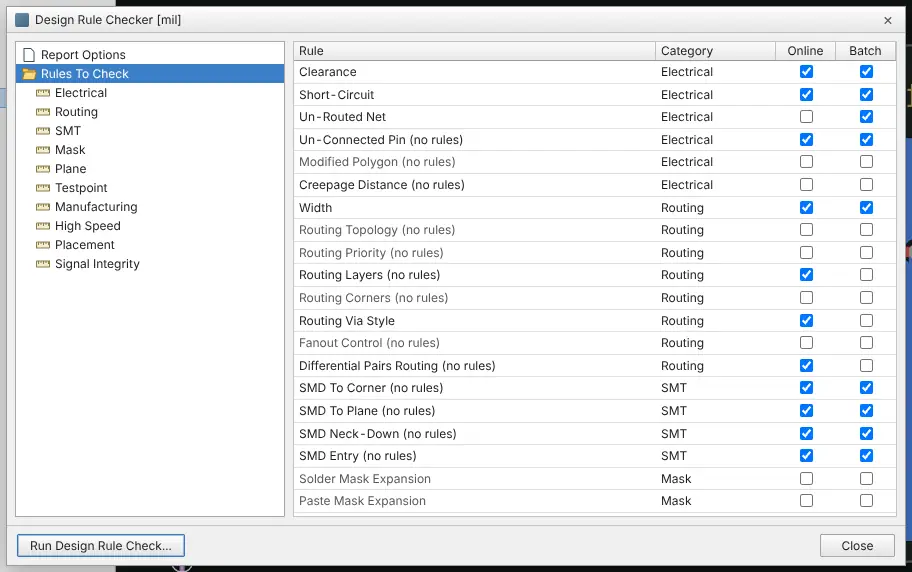 Design Rule Checker [mil]
Report Options
Rules To Check
Electrical
Routing
SMT
Mask
Plane
Testpoint
Manufacturing
High Speed
Placement
Signal Integrity
Rule Category Online Batch
Clearance Electrical
Short-Circuit Electrical
Un-Routed Net Electrical
Un-Connected Pin (no rules) Electrical
Modified Polygon (no rules) Electrical
Creepage Distance (no rules) Electrical
Width Routing
Routing Topology (no rules) Routing
Routing Priority (no rules) Routing
Routing Layers (no rules) Routing
Routing Corners (no rules) Routing
Routing Via Style Routing
Fanout Control (no rules) Routing
Differential Pairs Routing (no rules) Routing
SMD To Corner (no rules) SMT
SMD To Plane (no rules) SMT
SMD Neck-Down (no rules) SMT
SMD Entry (no rules) SMT
Solder Mask Expansion Mask
Paste Mask Expansion Mask
Run Design Rule Check...
Close